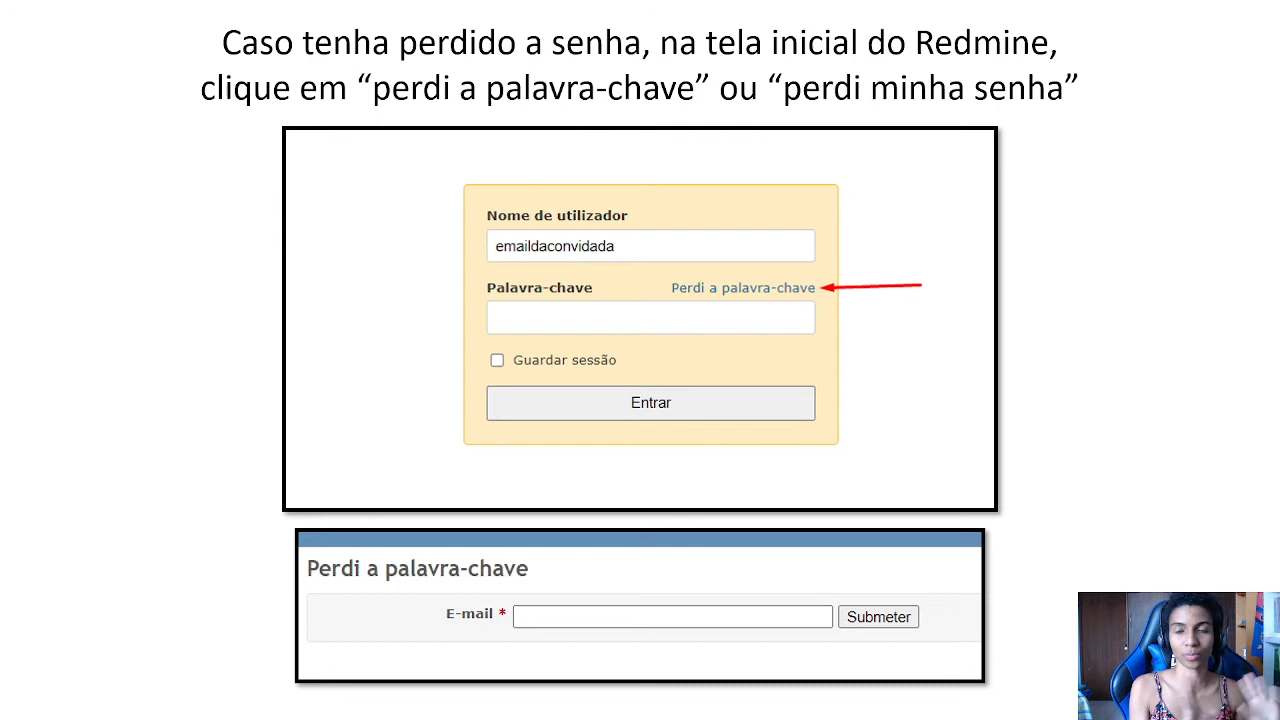 Caso tenha perdido a senha, na tela inicial do Redmine,
clique em “perdi a palavra-chave” ou “perdi minha senha”
Nome de utilizador
emaildaconvidada
Palavra-chave Perdi a palavra-chave
Guardar sessão
Entrar
Perdi a palavra-chave
E-mail * Submeter